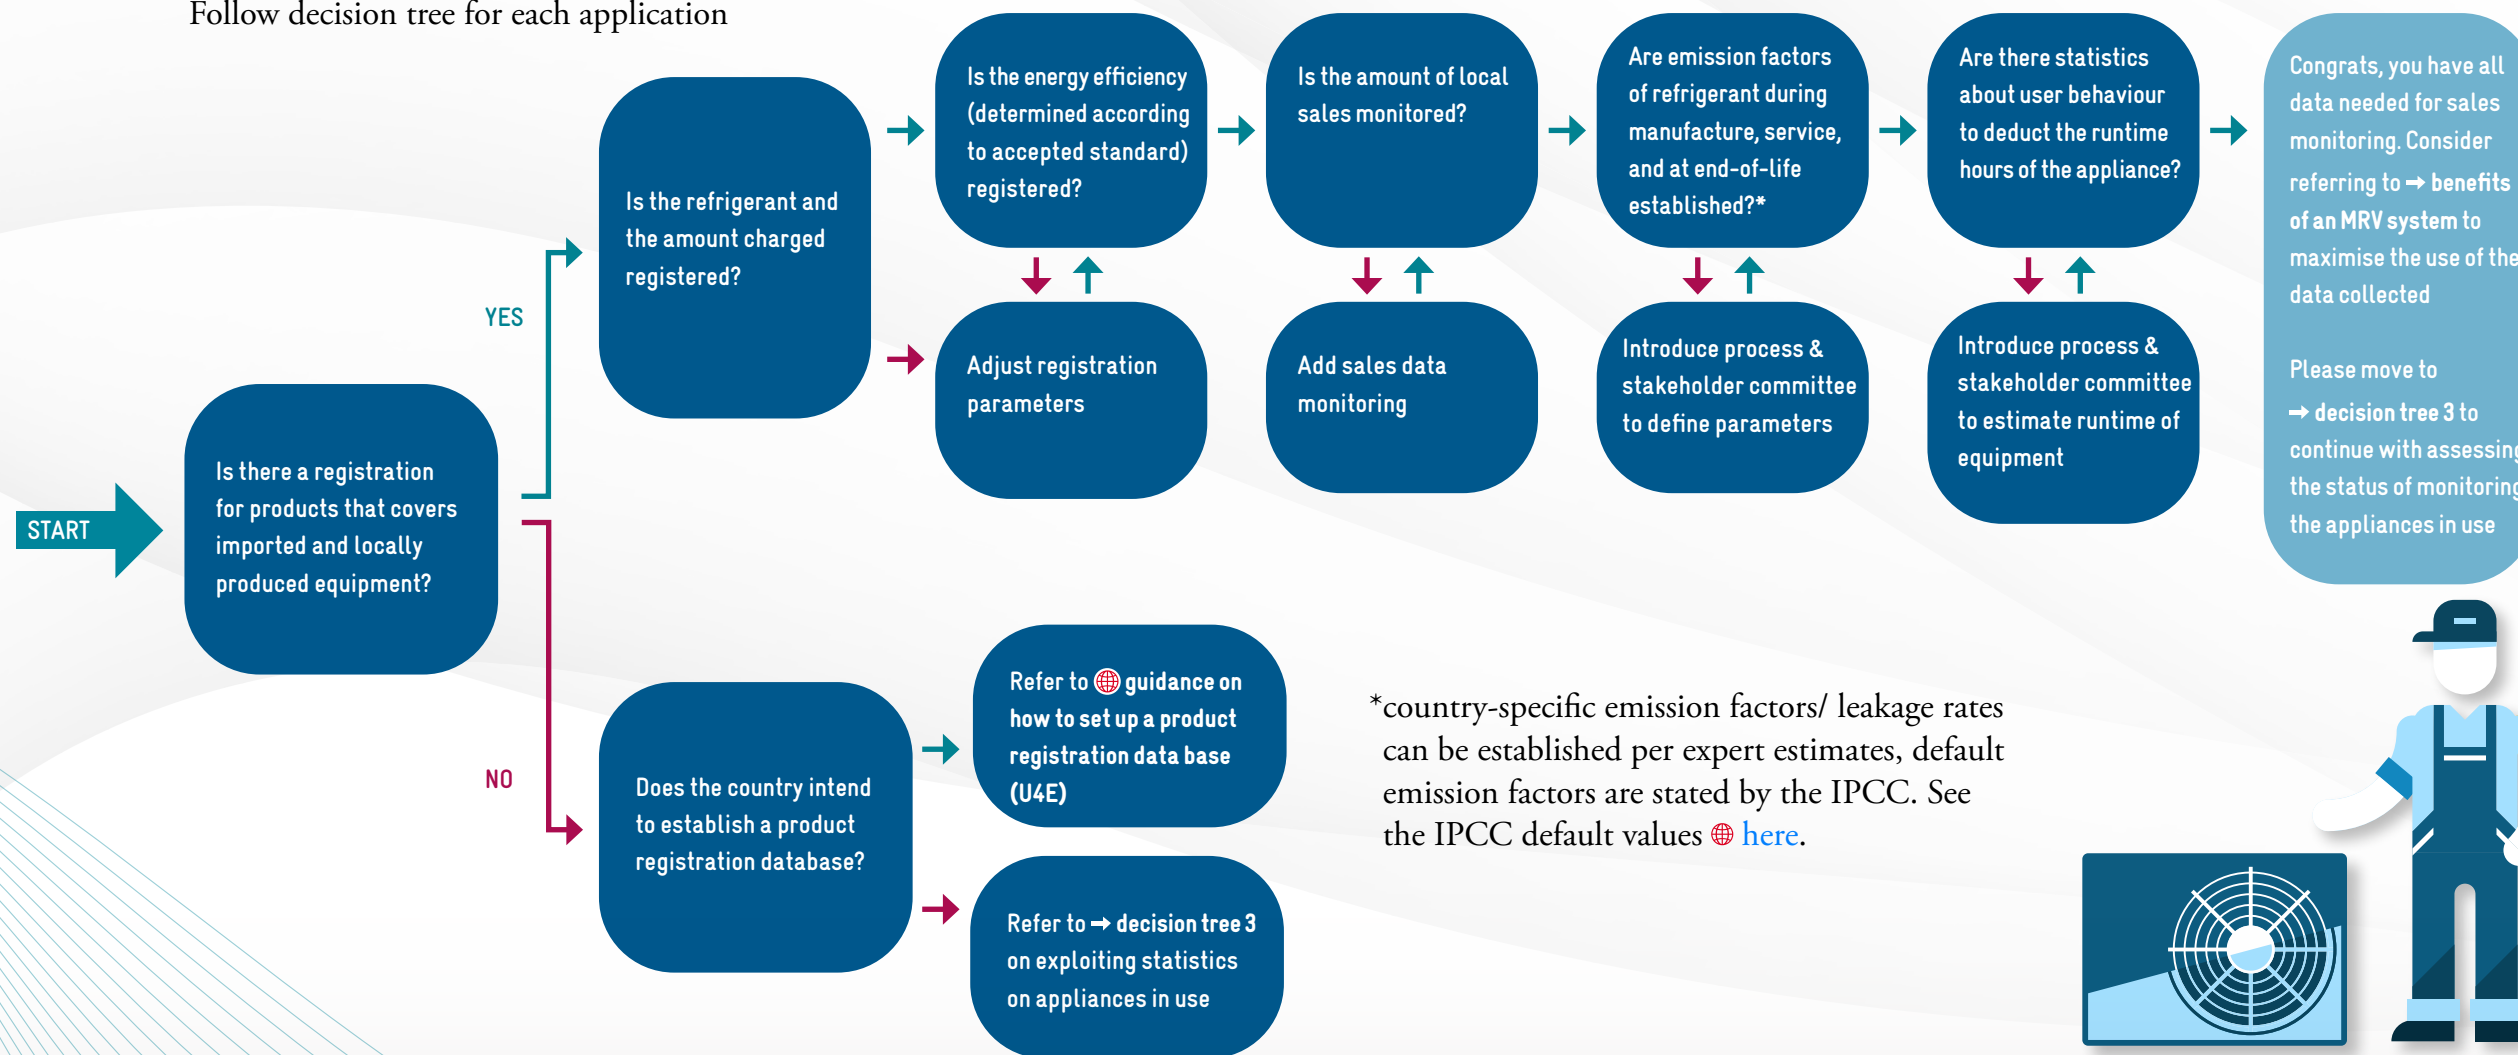 Follow decision tree for each application
START
Is there a registration
for products that covers
imported and locally
produced equipment?
YES
NO
Is the refrigerant and
the amount charged
registered?
Is the energy efficiency
(determined according
to accepted standard)
registered?
Adjust registration
parameters
Is the amount of local
sales monitored?
Add sales data
monitoring
Are emission factors
of refrigerant during
manufacture, service,
and at end-of-life
established?*
Introduce process &
stakeholder committee
to define parameters
Are there statistics
about user behaviour
to deduct the runtime
hours of the appliance?
Introduce process &
stakeholder committee
to estimate runtime of
equipment
Congrats, you have all
data needed for sales
monitoring. Consider
referring to → benefits
of an MRV system to
maximise the use of the
data collected
Please move to
→ decision tree 3 to
continue with assessing
the status of monitoring
the appliances in use
Does the country intend
to establish a product
registration database?
Refer to guidance on
how to set up a product
registration data base
(U4E)
Refer to → decision tree 3
on exploiting statistics
on appliances in use
*country-specific emission factors/ leakage rates
can be established per expert estimates, default
emission factors are stated by the IPCC. See
the IPCC default values here.